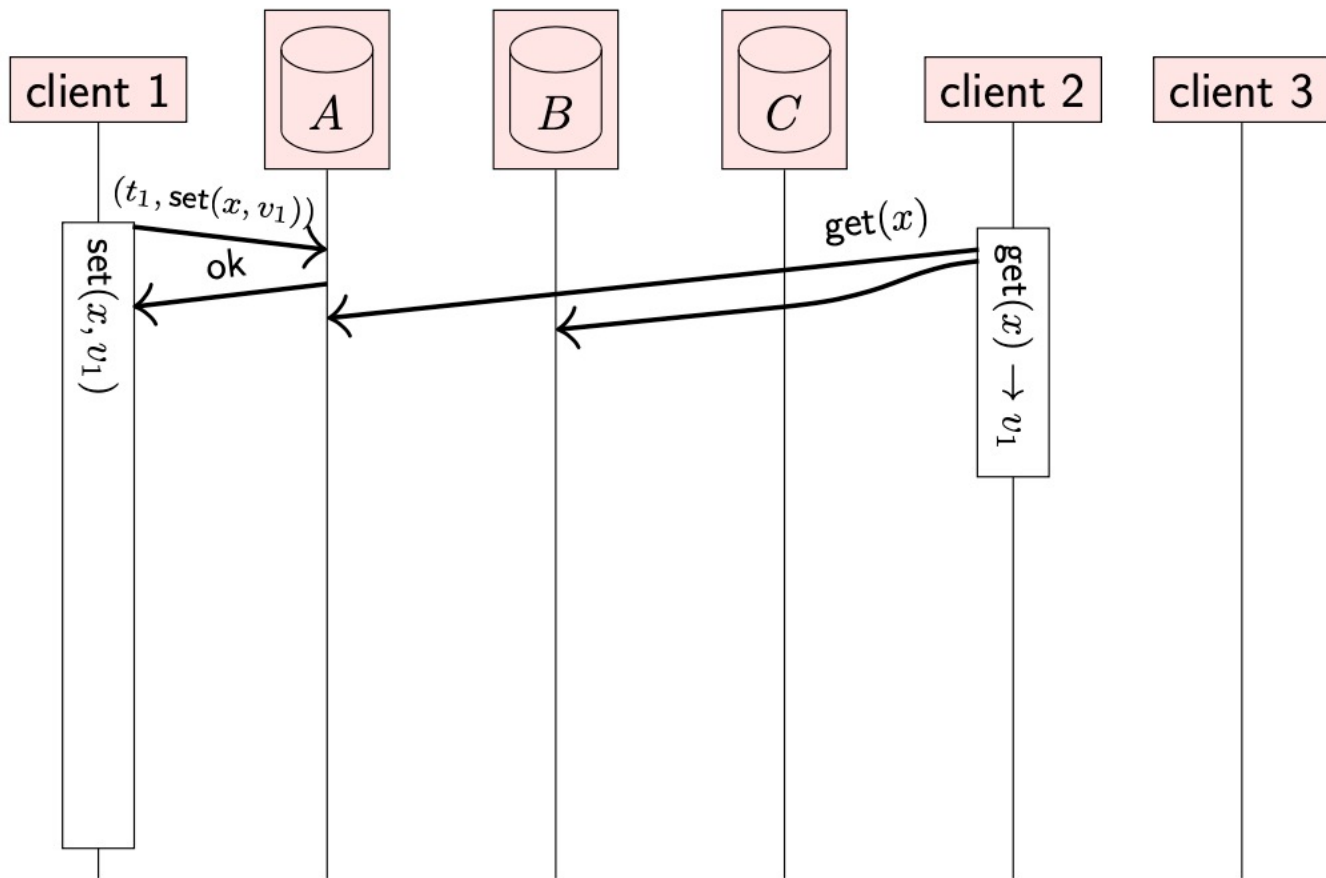 client 1
A
B
C
client 2
client 3
(t₁, set(x, v₁))
ok
set(x, v₁)
get(x)
get(x) → v₁